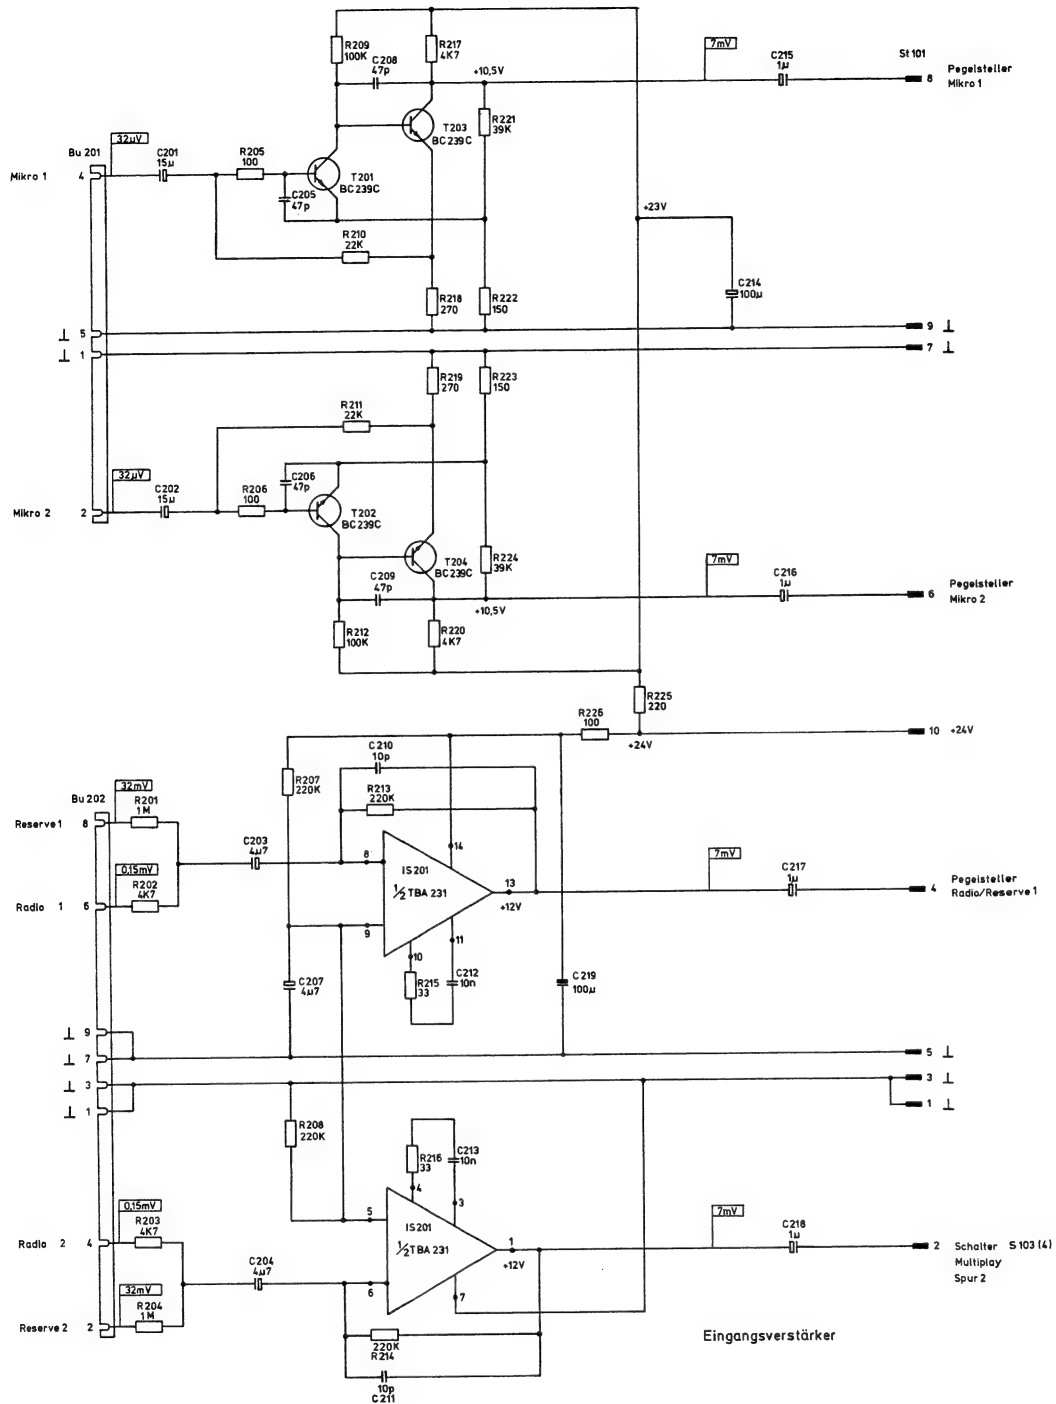 R209
100K
R217
4K7
C208
47p
+10,5V
7mV
C215
1µ
St 101
8
Pegelsteller
Mikro 1
T203
BC239C
R221
39K
Bu 201
32µV
C201
15µ
R205
100
Mikro 1
4
T201
BC239C
C205
47p
+23V
R210
22K
C214
100µ
R218
270
R222
150
⊥ 5
9 ⊥
⊥ 1
7 ⊥
R219
270
R223
150
R211
22K
32µV
C202
15µ
R206
100
C206
47p
Mikro 2
2
T202
BC239C
T204
BC239C
R224
39K
7mV
C216
1µ
6
Pegelsteller
Mikro 2
C209
47p
+10,5V
R212
100K
R220
4K7
R225
220
R226
100
+24V
10
+24V
C210
10p
R207
220K
R213
220K
Bu 202
32mV
R201
1M
Reserve 1
8
C203
4µ7
8
14
IS201
½TBA 231
13
+12V
7mV
C217
1µ
4
Pegelsteller
Radio/Reserve 1
0,15mV
R202
4K7
Radio 1
6
9
10
11
R215
33
C212
10n
C207
4µ7
C219
100µ
⊥ 9
⊥ 7
5 ⊥
⊥ 3
3 ⊥
⊥ 1
1 ⊥
R208
220K
R216
33
C213
10n
4
3
0,15mV
R203
4K7
Radio 2
4
5
IS201
½TBA 231
1
+12V
7mV
C218
1µ
2
Schalter S103(4)
Multiplay
Spur 2
C204
4µ7
6
7
32mV
R204
1M
Reserve 2
2
220K
R214
10p
C211
Eingangsverstärker